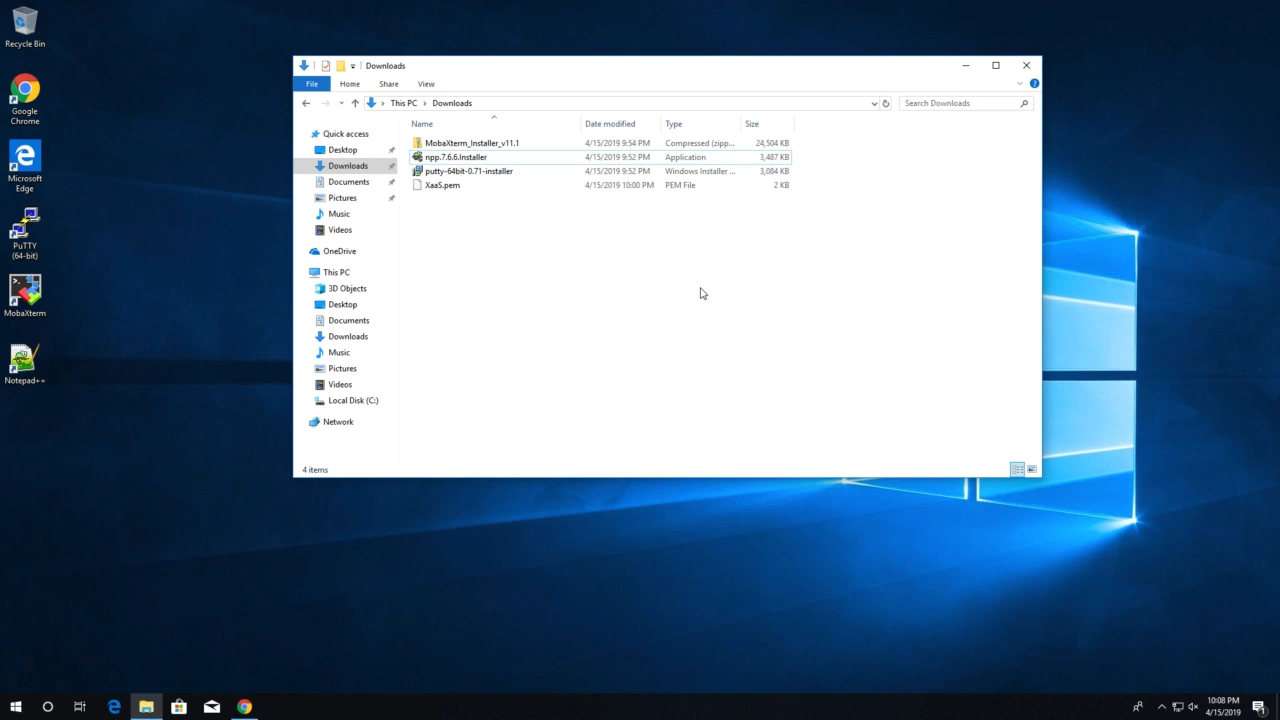 Recycle Bin
Google
Chrome
Microsoft
Edge
PuTTY
(64-bit)
MobaXterm
Notepad++
Downloads
File
Home
Share
View
This PC
Downloads
Search Downloads
Name
Date modified
Type
Size
MobaXterm_Installer_v11.1
4/15/2019 9:54 PM
Compressed (zipp...
24,504 KB
npp.7.6.6.Installer
4/15/2019 9:52 PM
Application
3,487 KB
putty-64bit-0.71-installer
4/15/2019 9:52 PM
Windows Installer ...
3,084 KB
XaaS.pem
4/15/2019 10:00 PM
PEM File
2 KB
Quick access
Desktop
Downloads
Documents
Pictures
Music
Videos
OneDrive
This PC
3D Objects
Desktop
Documents
Downloads
Music
Pictures
Videos
Local Disk (C:)
Network
4 items
10:08 PM
4/15/2019
1